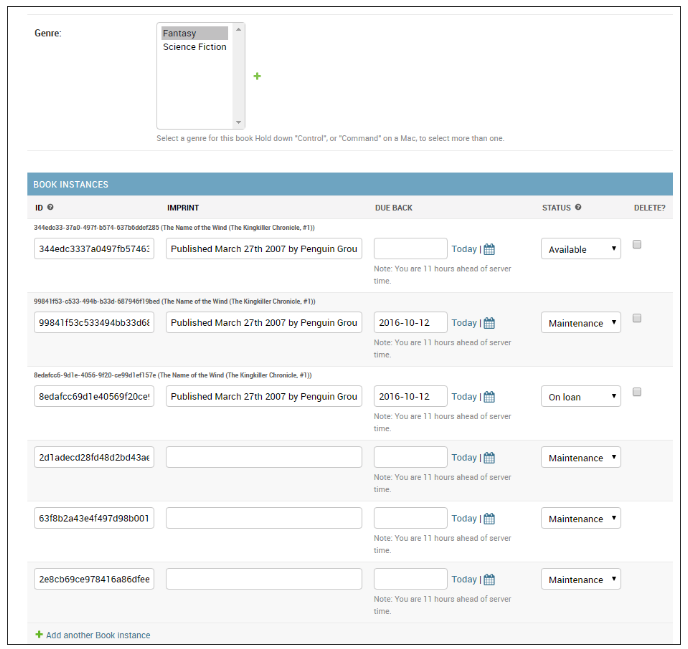 Genre:
Fantasy
Science Fiction
Select a genre for this book Hold down "Control", or "Command" on a Mac, to select more than one.
BOOK INSTANCES
ID IMPRINT DUE BACK STATUS DELETE?
344edc33-37a0-497f-b574-637b6ddef285 (The Name of the Wind (The Kingkiller Chronicle, #1))
344edc3337a0497fb57463 Published March 27th 2007 by Penguin Grou Today | Available
Note: You are 11 hours ahead of server
time.
99841f53-c533-494b-b33d-687946f19bed (The Name of the Wind (The Kingkiller Chronicle, #1))
99841f53c533494bb33d68 Published March 27th 2007 by Penguin Grou 2016-10-12 Today | Maintenance
Note: You are 11 hours ahead of server
time.
8edafcc6-9d1e-4056-9f20-ce99d1ef157e (The Name of the Wind (The Kingkiller Chronicle, #1))
8edafcc69d1e40569f20ce9 Published March 27th 2007 by Penguin Grou 2016-10-12 Today | On loan
Note: You are 11 hours ahead of server
time.
2d1adecd28fd48d2bd43ae Today | Maintenance
Note: You are 11 hours ahead of server
time.
63f8b2a43e4f497d98b001 Today | Maintenance
Note: You are 11 hours ahead of server
time.
2e8cb69ce978416a86dfee Today | Maintenance
Note: You are 11 hours ahead of server
time.
Add another Book instance